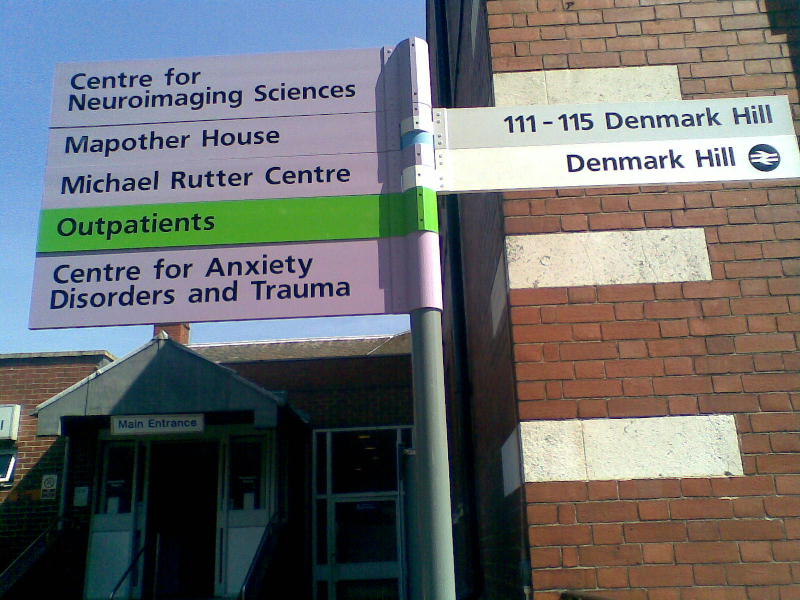 Centre for
Neuroimaging Sciences
Mapother House
Michael Rutter Centre
Outpatients
Centre for Anxiety
Disorders and Trauma
111 - 115 Denmark Hill
Denmark Hill
Main Entrance